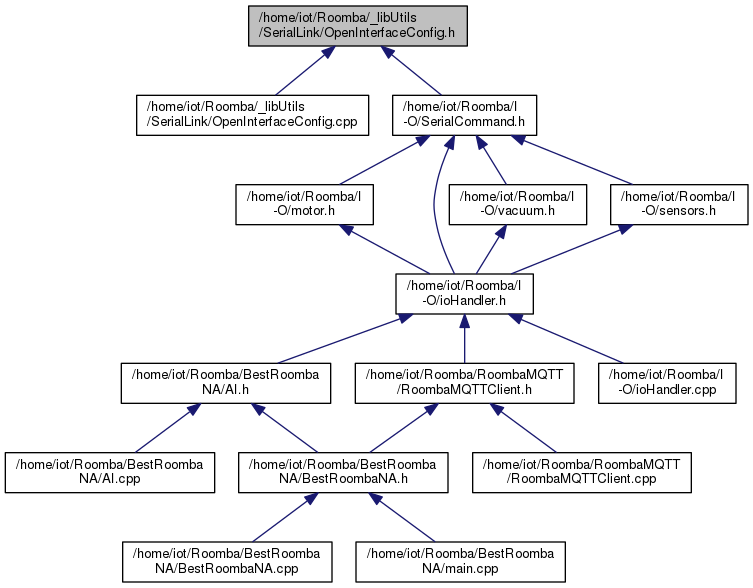 /home/iot/Roomba/_libUtils
/SerialLink/OpenInterfaceConfig.h
/home/iot/Roomba/_libUtils
/SerialLink/OpenInterfaceConfig.cpp
/home/iot/Roomba/I
-O/SerialCommand.h
/home/iot/Roomba/I
-O/motor.h
/home/iot/Roomba/I
-O/vacuum.h
/home/iot/Roomba/I
-O/sensors.h
/home/iot/Roomba/I
-O/ioHandler.h
/home/iot/Roomba/BestRoomba
NA/AI.h
/home/iot/Roomba/RoombaMQTT
/RoombaMQTTClient.h
/home/iot/Roomba/I
-O/ioHandler.cpp
/home/iot/Roomba/BestRoomba
NA/AI.cpp
/home/iot/Roomba/BestRoomba
NA/BestRoombaNA.h
/home/iot/Roomba/RoombaMQTT
/RoombaMQTTClient.cpp
/home/iot/Roomba/BestRoomba
NA/BestRoombaNA.cpp
/home/iot/Roomba/BestRoomba
NA/main.cpp